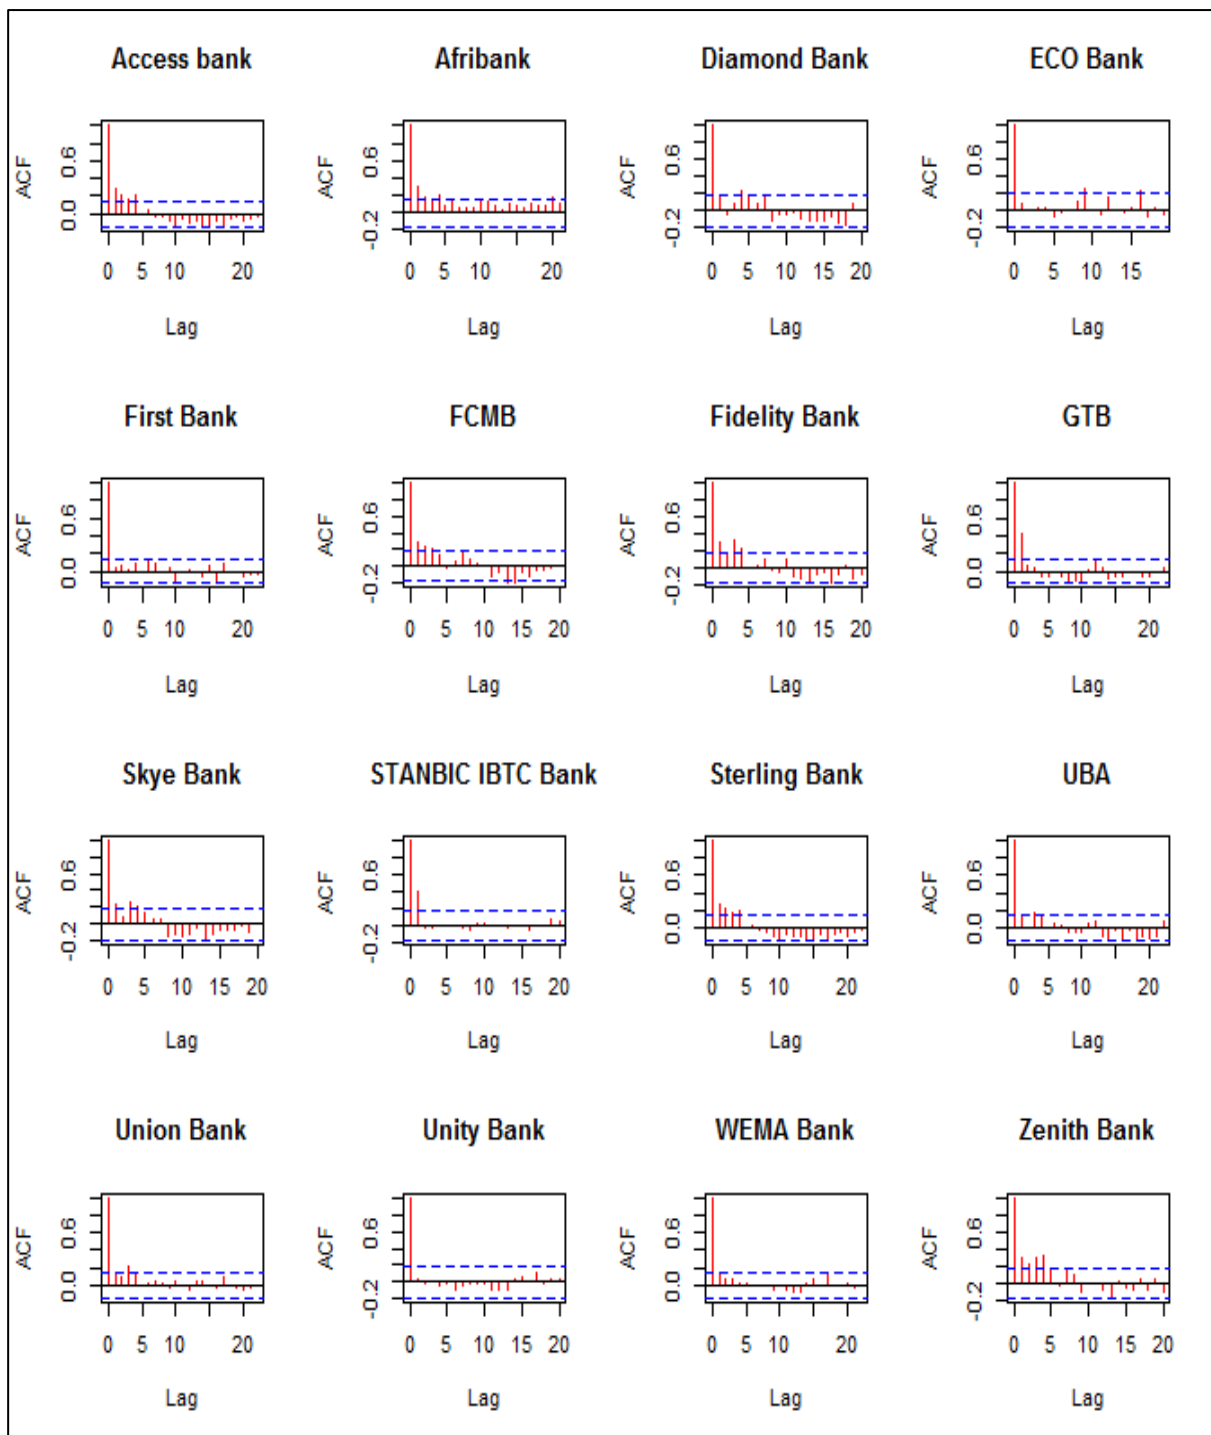 Access bank Afribank Diamond Bank ECO Bank
ACF 0.0 0.6 ACF -0.2 0.6 ACF -0.2 0.6 ACF -0.2 0.6
0 5 10 20 0 5 10 20 0 5 10 15 20 0 5 10 15
Lag Lag Lag Lag
First Bank FCMB Fidelity Bank GTB
ACF 0.0 0.6 ACF -0.2 0.6 ACF -0.2 0.6 ACF 0.0 0.6
0 5 10 20 0 5 10 15 20 0 5 10 15 20 0 5 10 20
Lag Lag Lag Lag
Skye Bank STANBIC IBTC Bank Sterling Bank UBA
ACF -0.2 0.6 ACF -0.2 0.6 ACF 0.0 0.6 ACF 0.0 0.6
0 5 10 15 20 0 5 10 15 20 0 5 10 20 0 5 10 20
Lag Lag Lag Lag
Union Bank Unity Bank WEMA Bank Zenith Bank
ACF 0.0 0.6 ACF -0.2 0.6 ACF 0.0 0.6 ACF -0.2 0.6
0 5 10 20 0 5 10 15 20 0 5 10 20 0 5 10 15 20
Lag Lag Lag Lag